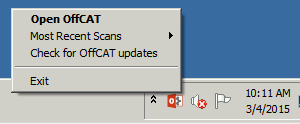 Open OffCAT
Most Recent Scans
Check for OffCAT updates
Exit
10:11 AM
3/4/2015